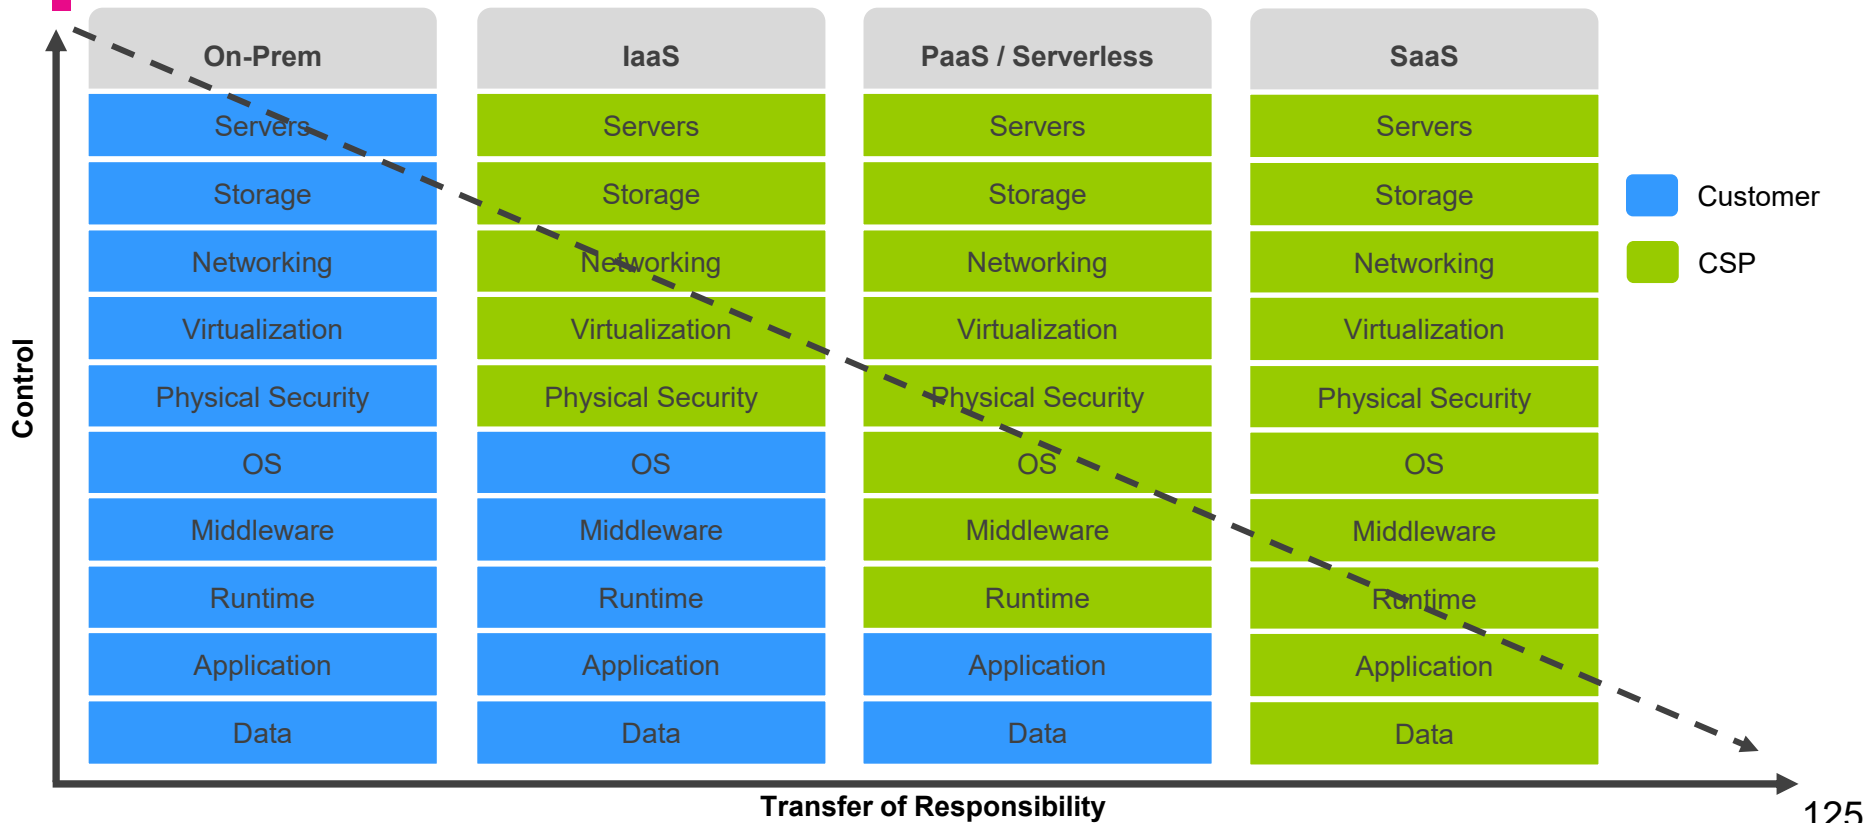 On-Prem
IaaS
PaaS / Serverless
SaaS
Servers
Servers
Servers
Servers
Storage
Storage
Storage
Storage
Customer
Networking
Networking
Networking
Networking
CSP
Virtualization
Virtualization
Virtualization
Virtualization
Physical Security
Physical Security
Physical Security
Physical Security
Control
OS
OS
OS
OS
Middleware
Middleware
Middleware
Middleware
Runtime
Runtime
Runtime
Runtime
Application
Application
Application
Application
Data
Data
Data
Data
Transfer of Responsibility
125